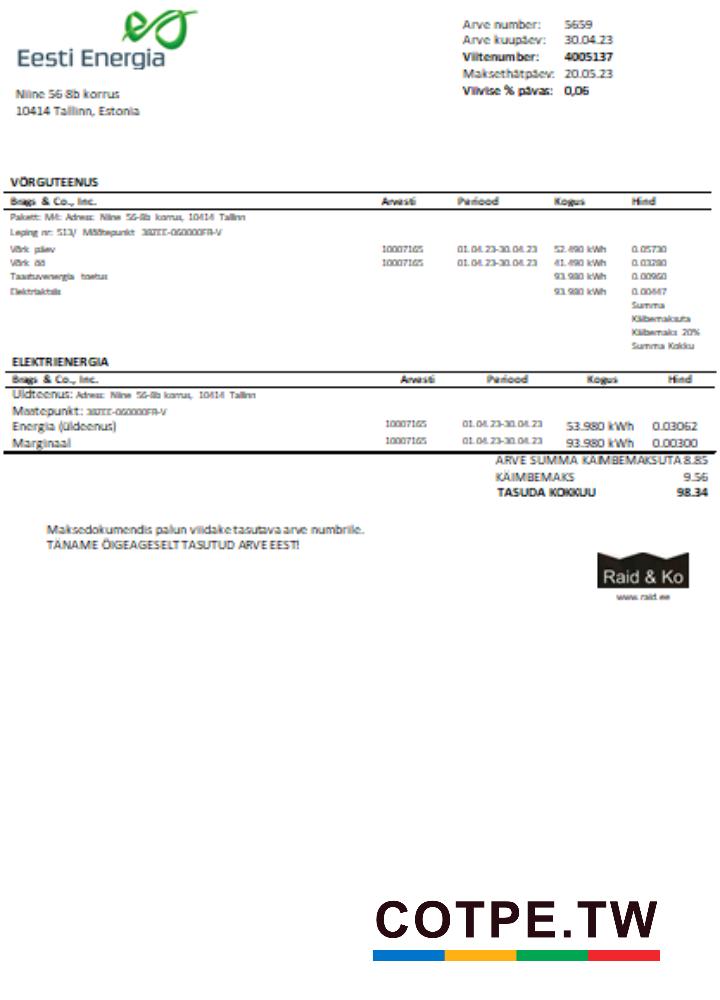 Eesti Energia
Niine 56-8b korrus
10414 Tallinn, Estonia
Arve number: 5659
Arve kuupäev: 30.04.23
Viitenumber: 4005137
Maksethätpäev: 20.05.23
Viivise % pävas: 0,06
VÕRGUTEENUS
Brags & Co., Inc. Arvesti Periood Kogus Hind
Pakett: M4: Adress: Niine 56-8b korrus, 10414 Tallinn
Leping nr: 513/ Mõõtepunkt 38ZEE-060000FR-V
Võrk päev 10007165 01.04.23-30.04.23 52.490 kWh 0.05730
Võrk öö 10007165 01.04.23-30.04.23 41.490 kWh 0.03280
Taastuvenergia toetus 93.980 kWh 0.00960
Elektriaktsiis 93.980 kWh 0.00447
Summa
Käibemaksuta
Käibemaks 20%
Summa Kokku
ELEKTRIENERGIA
Brags & Co., Inc. Arvesti Periood Kogus Hind
Uldteenus: Adress: Niine 56-8b korrus, 10414 Tallinn
Mõõtepunkt: 38ZEE-060000FR-V
Energia (üldeenus) 10007165 01.04.23-30.04.23 53.980 kWh 0.03062
Marginaal 10007165 01.04.23-30.04.23 93.980 kWh 0.00300
ARVE SUMMA KAIMBEMAKSUTA 8.85
KÄIMBEMAKS 9.56
TASUDA KOKKUU 98.34
Maksedokumendis palun viidake tasutava arve numbrile.
TÄNAME ÕIGEAGESELT TASUTUD ARVE EEST!
Raid & Ko
www.raid.ee
COTPE.TW